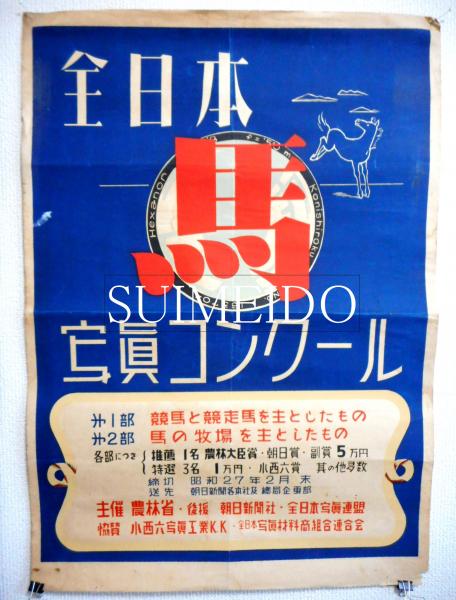 全日本
馬
Hexanon
Konishiroku
SUIMEIDO
写眞コンクール
㐧1部 競馬と競走馬を主としたもの
㐧2部 馬の牧場を主としたもの
各部につき
推薦 1名 農林大臣賞・朝日賞・副賞5万円
特選 3名 1万円・小西六賞 其の他多数
締切 昭和27年2月末
送先 朝日新聞各本社及総局企画部
主催 農林省・後援 朝日新聞社・全日本写眞連盟
協賛 小西六写眞工業K.K・全日本写眞材料商組合連合会